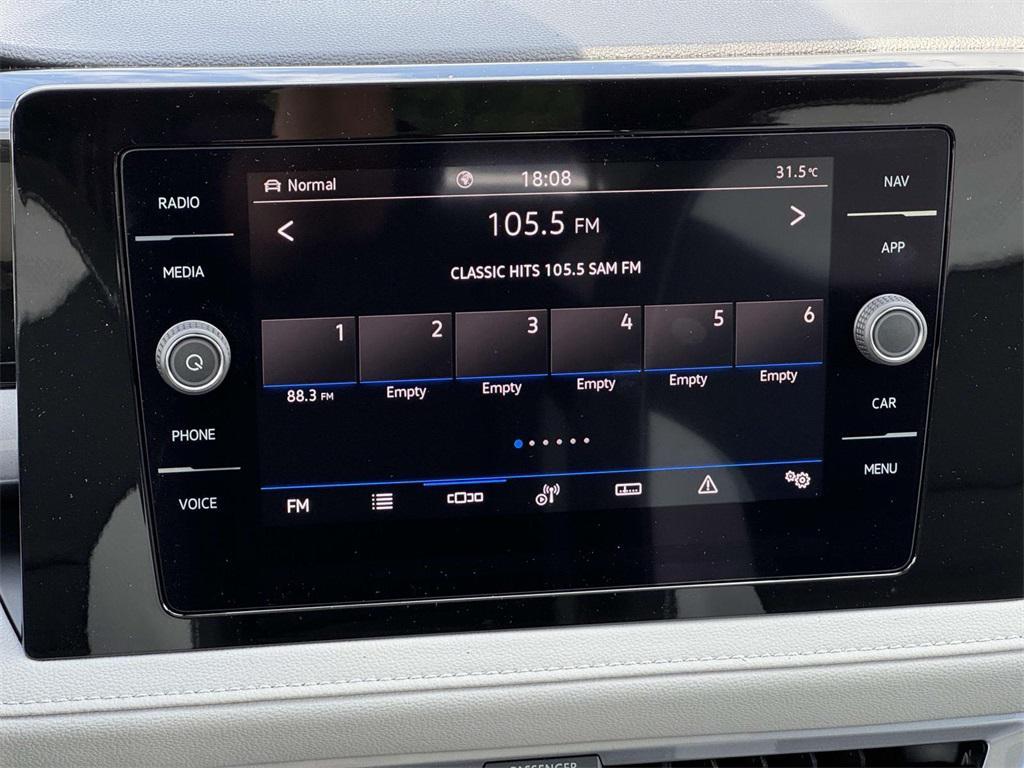 Normal
18:08
31.5°C
RADIO
MEDIA
PHONE
VOICE
105.5 FM
CLASSIC HITS 105.5 SAM FM
1
2
3
4
5
6
88.3 FM
Empty
Empty
Empty
Empty
Empty
FM
NAV
APP
CAR
MENU
PASSENGER